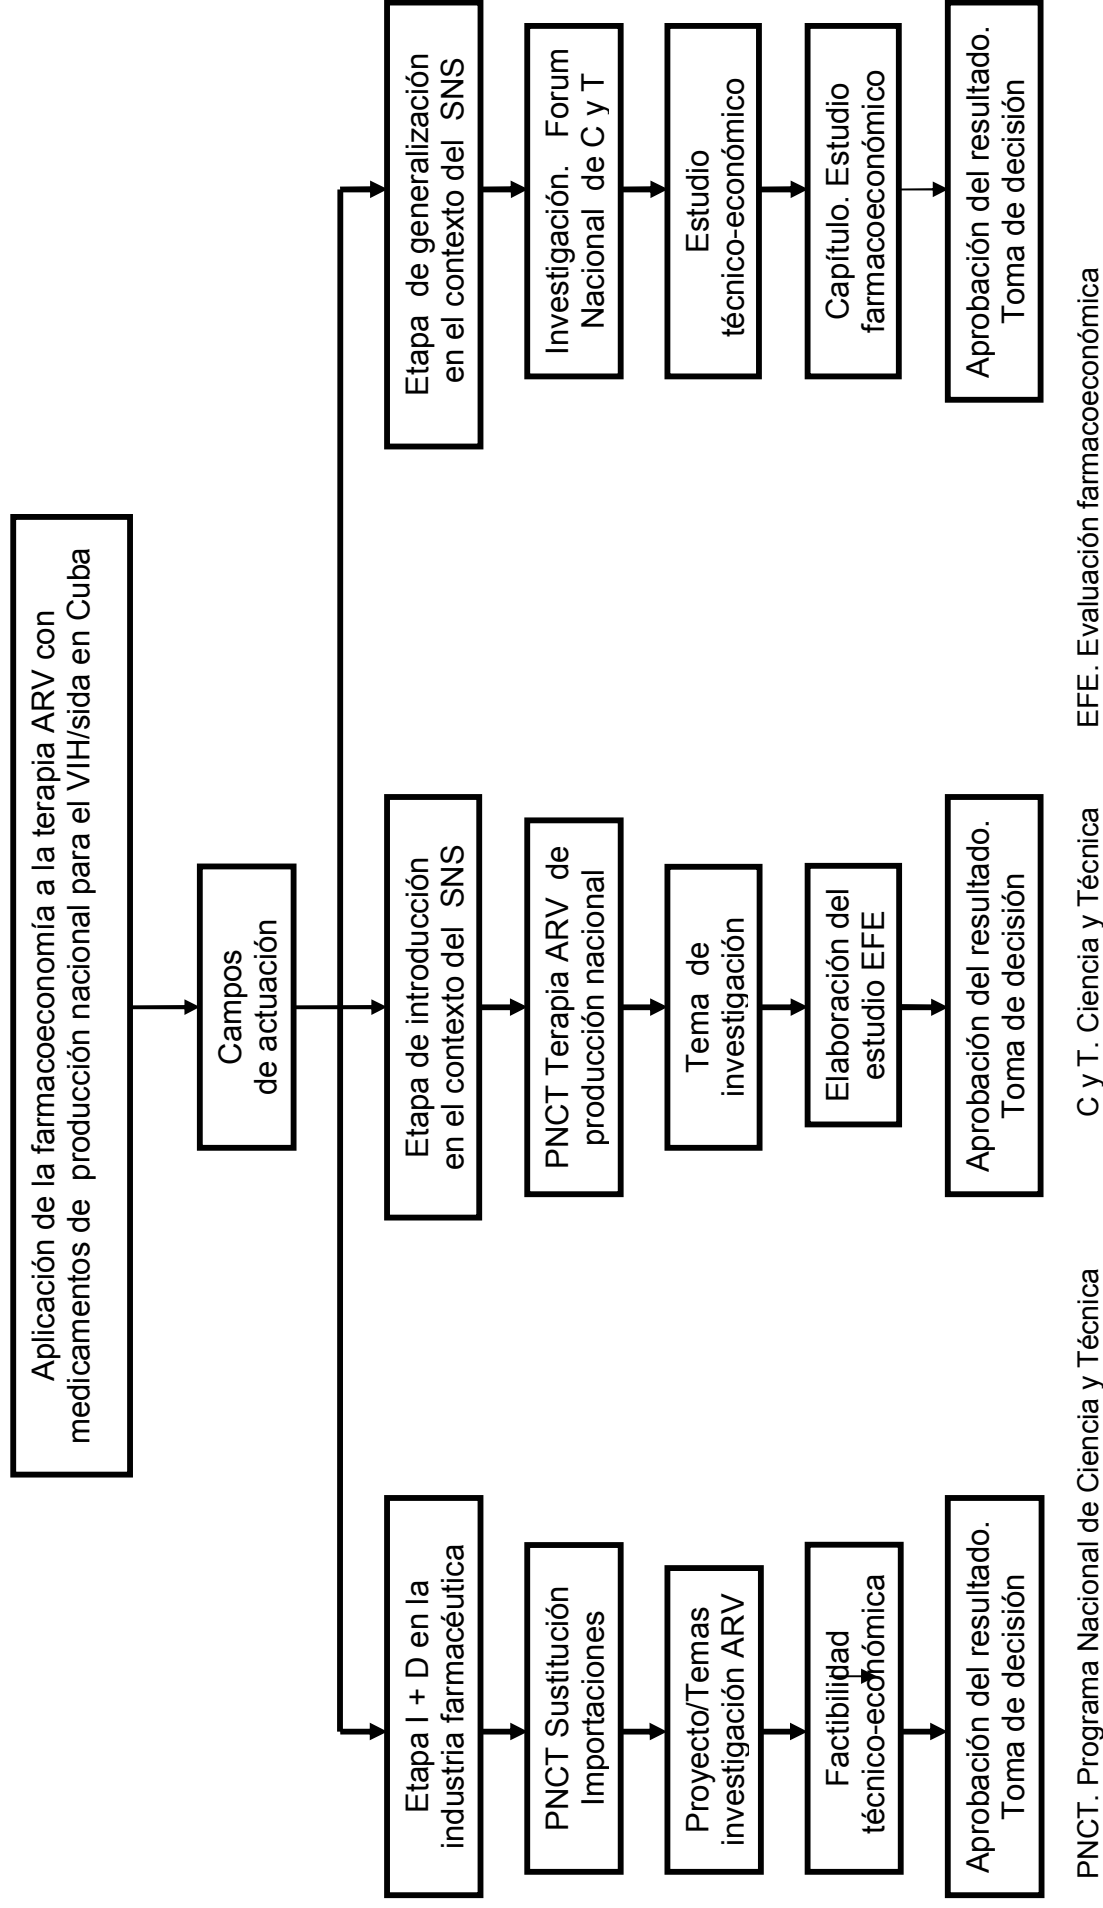 Aplicación de la farmacoeconomía a la terapia ARV con
medicamentos de producción nacional para el VIH/sida en Cuba
Campos
de actuación
Etapa I + D en la
industria farmacéutica
PNCT Sustitución
Importaciones
Proyecto/Temas
investigación ARV
Factibilidad
técnico-económica
Aprobación del resultado.
Toma de decisión
Etapa de introducción
en el contexto del SNS
PNCT Terapia ARV de
producción nacional
Tema de
investigación
Elaboración del
estudio EFE
Aprobación del resultado.
Toma de decisión
Etapa de generalización
en el contexto del SNS
Investigación. Forum
Nacional de C y T
Estudio
técnico-económico
Capítulo. Estudio
farmacoeconómico
Aprobación del resultado.
Toma de decisión
PNCT. Programa Nacional de Ciencia y Técnica
C y T. Ciencia y Técnica
EFE. Evaluación farmacoeconómica